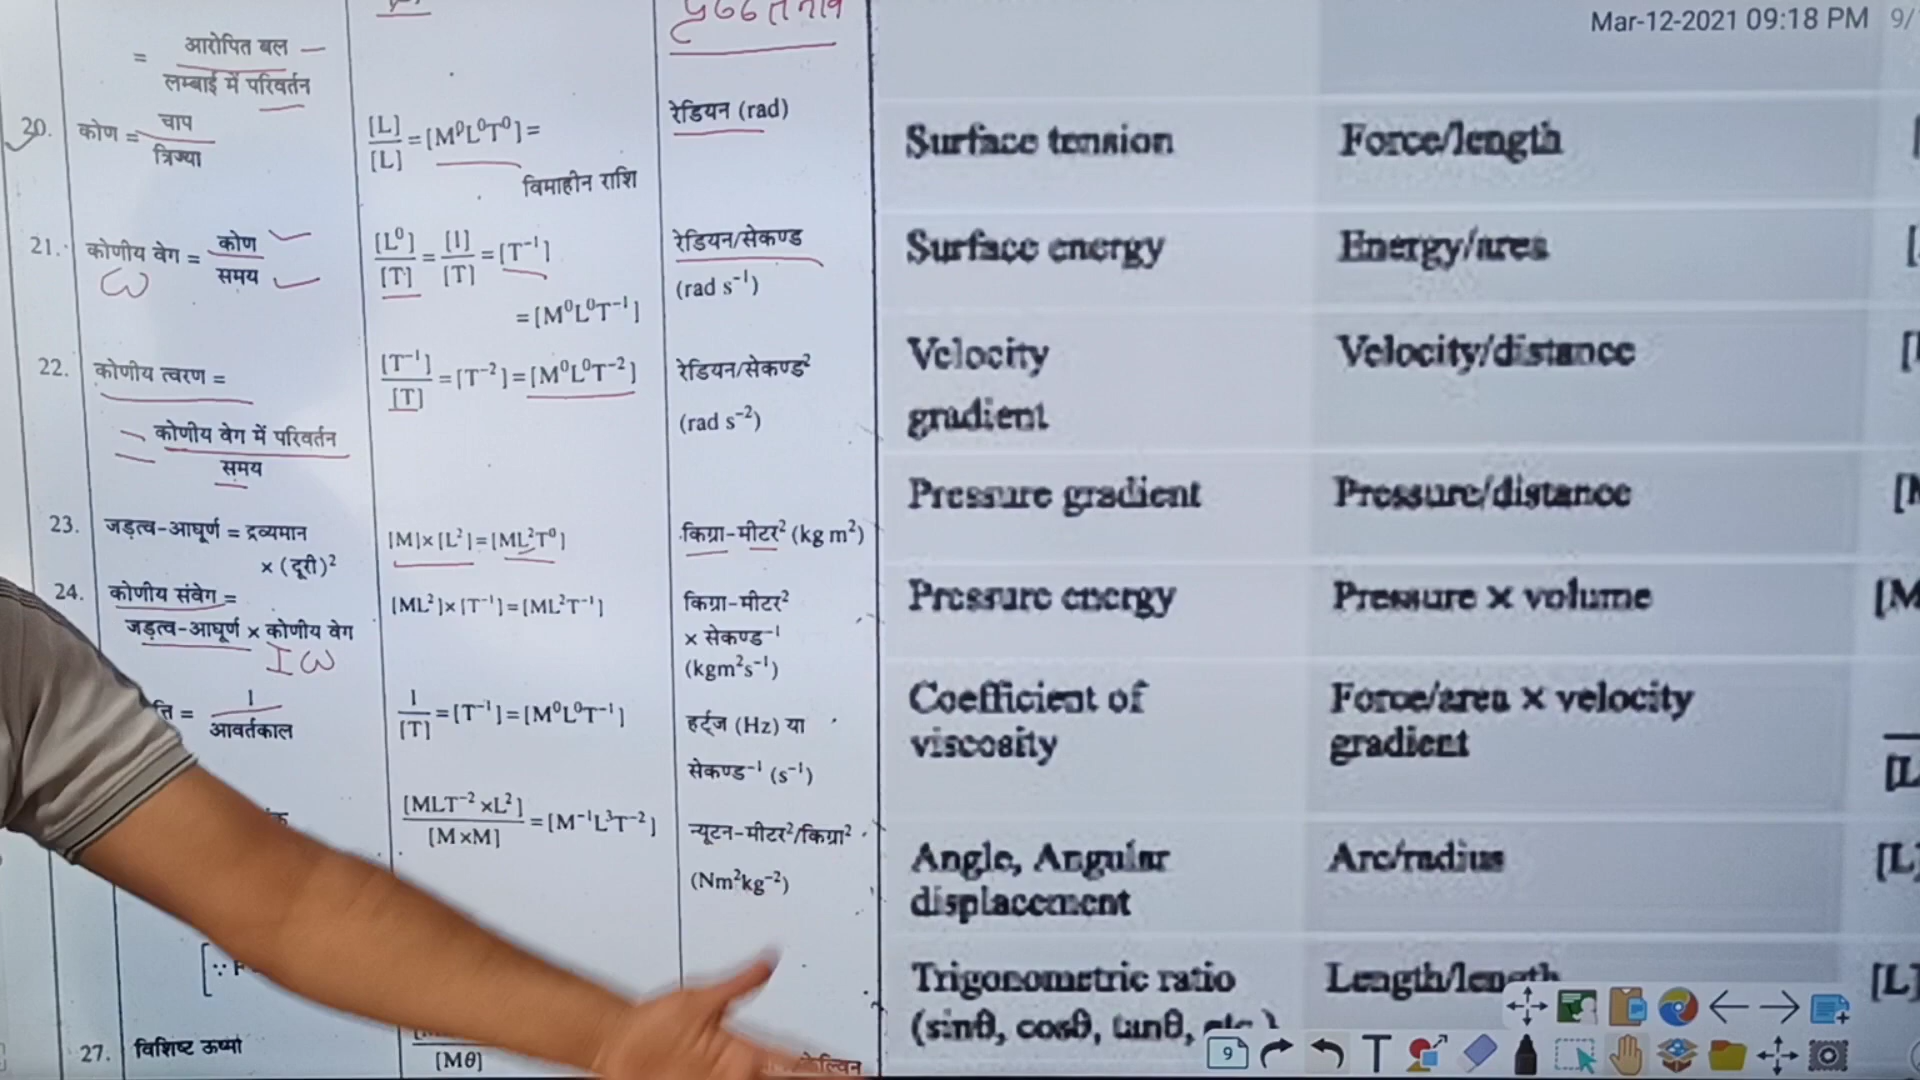 Mar-12-2021 09:18 PM 9/
= आरोपित बल
लम्बाई में परिवर्तन
20. कोण = चाप
त्रिज्या
[L]/[L] = [M⁰L⁰T⁰] =
विमाहीन राशि
रेडियन (rad)
21. कोणीय वेग = कोण
समय
ω
[L⁰]/[T] = [1]/[T] = [T⁻¹]
= [M⁰L⁰T⁻¹]
रेडियन/सेकण्ड
(rad s⁻¹)
22. कोणीय त्वरण =
कोणीय वेग में परिवर्तन
समय
[T⁻¹]/[T] = [T⁻²] = [M⁰L⁰T⁻²]
रेडियन/सेकण्ड²
(rad s⁻²)
23. जड़त्व-आघूर्ण = द्रव्यमान
× (दूरी)²
[M]×[L²]=[ML²T⁰]
किग्रा-मीटर² (kg m²)
24. कोणीय संवेग =
जड़त्व-आघूर्ण × कोणीय वेग
Iω
[ML²]×[T⁻¹]=[ML²T⁻¹]
किग्रा-मीटर²
× सेकण्ड⁻¹
(kgm²s⁻¹)
= 1
आवर्तकाल
1/[T] = [T⁻¹] = [M⁰L⁰T⁻¹]
हर्ट्ज (Hz) या
सेकण्ड⁻¹ (s⁻¹)
[MLT⁻² ×L²]/[M×M] = [M⁻¹L³T⁻²]
न्यूटन-मीटर²/किग्रा²
(Nm²kg⁻²)
27. विशिष्ट ऊष्मा
[Mθ]
Surface tension Force/length
Surface energy Energy/area
Velocity Velocity/distance
gradient
Pressure gradient Pressure/distance
Pressure energy Pressure × volume [M
Coefficient of Force/area × velocity
viscosity gradient
[L
Angle, Angular Arc/radius [L]
displacement
Trigonometric ratio Length/length [L]
(sinθ, cosθ, tanθ, etc.)
9